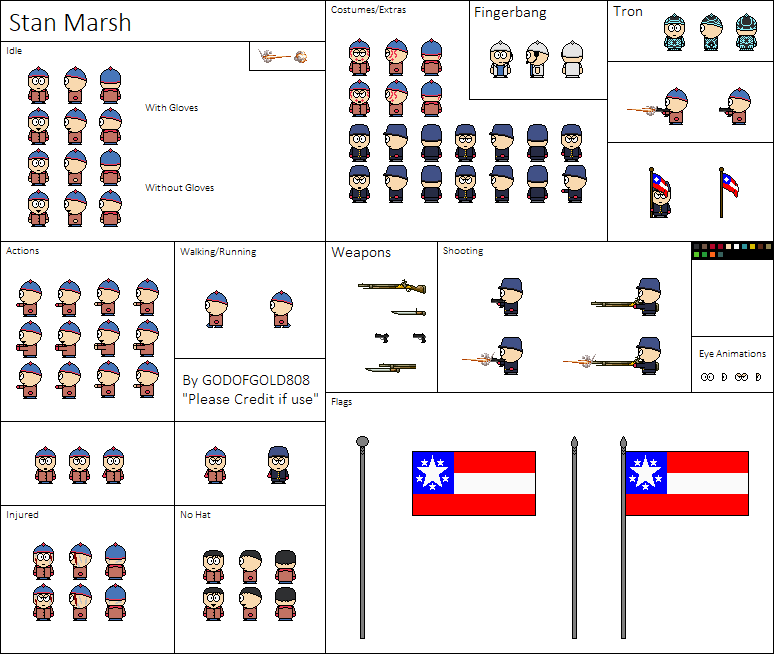 Stan Marsh
Costumes/Extras
Fingerbang
Tron
Idle
With Gloves
Without Gloves
Actions
Walking/Running
Weapons
Shooting
Eye Animations
By GODOFGOLD808
"Please Credit if use"
Flags
Injured
No Hat